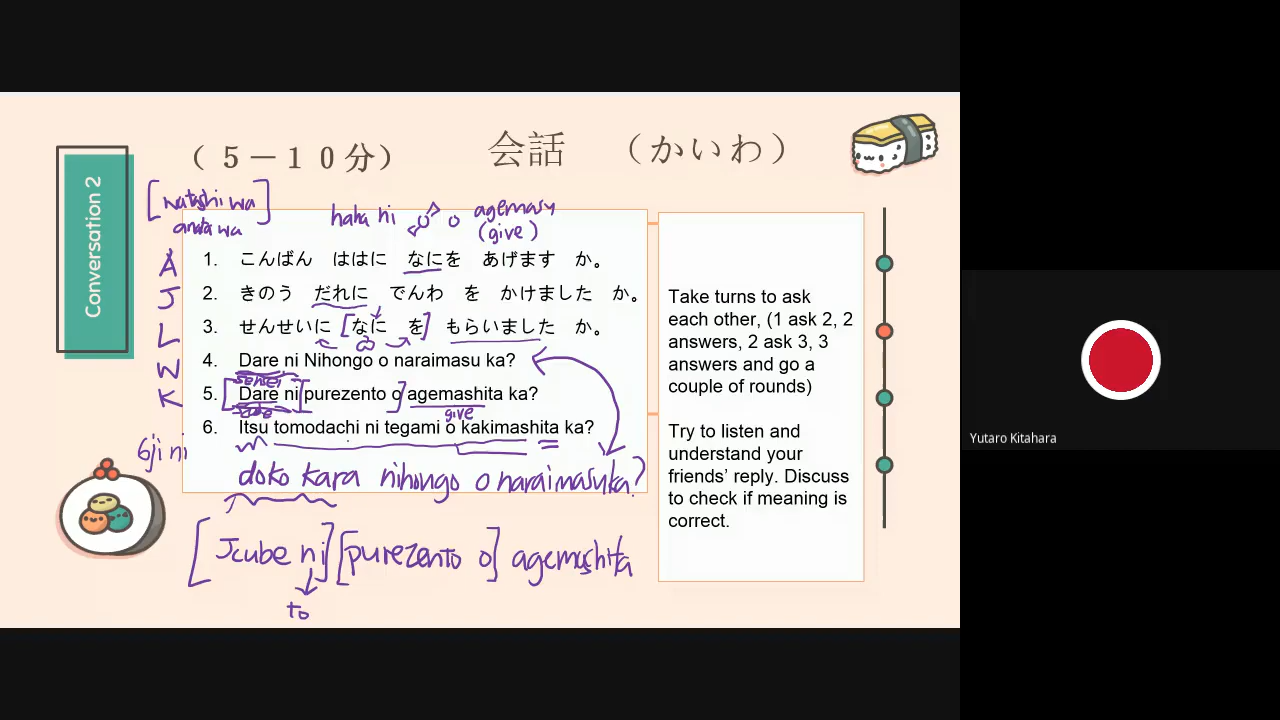 （５－１０分）
会話　（かいわ）
Conversation 2
[watashi wa]
anata wa
haha ni
o
agemasu
(give)
A
1. こんばん　ははに　なにを　あげます　か。
J
2. きのう　だれに　でんわ　を　かけました　か。
L
3. せんせいに　[なに　を]　もらいました　か。
W
4. Dare ni Nihongo o naraimasu ka?
sensei
K
5. [Dare ni][purezento o] agemashita ka?
give
6. Itsu tomodachi ni tegami o kakimashita ka?
6ji ni
doko kara nihongo o naraimasuka?
[Jcube ni][purezento o] agemashita
to
Take turns to ask
each other, (1 ask 2, 2
answers, 2 ask 3, 3
answers and go a
couple of rounds)
Try to listen and
understand your
friends’ reply. Discuss
to check if meaning is
correct.
Yutaro Kitahara